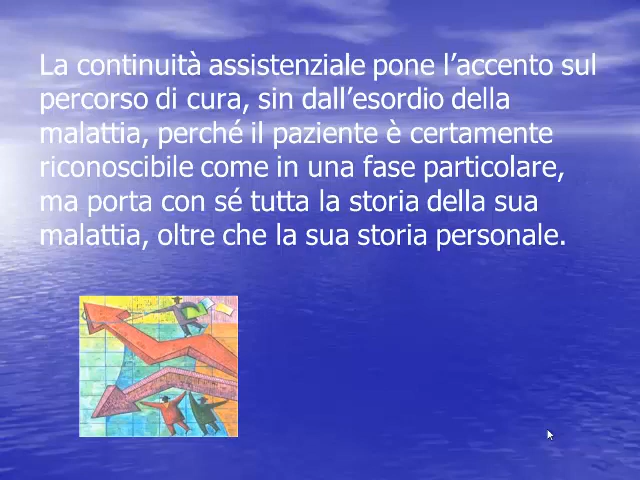 La continuità assistenziale pone l’accento sul
percorso di cura, sin dall’esordio della
malattia, perché il paziente è certamente
riconoscibile come in una fase particolare,
ma porta con sé tutta la storia della sua
malattia, oltre che la sua storia personale.